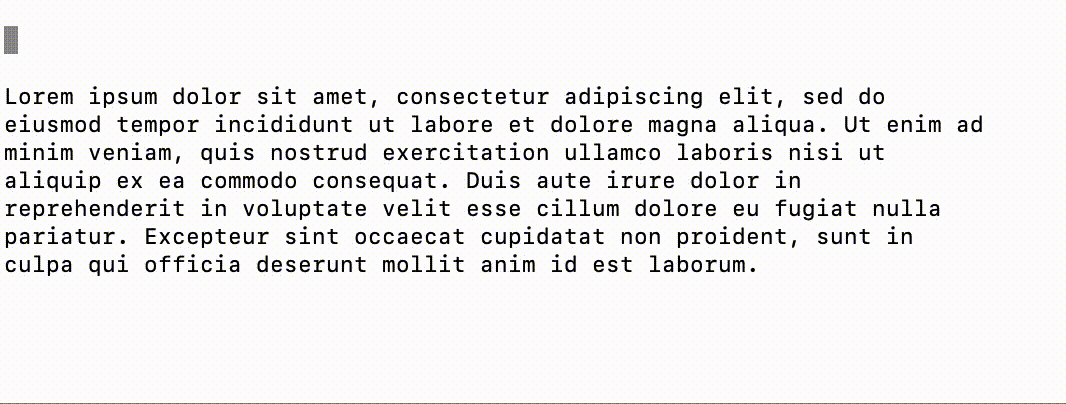 Lorem ipsum dolor sit amet, consectetur adipiscing elit, sed do
eiusmod tempor incididunt ut labore et dolore magna aliqua. Ut enim ad
minim veniam, quis nostrud exercitation ullamco laboris nisi ut
aliquip ex ea commodo consequat. Duis aute irure dolor in
reprehenderit in voluptate velit esse cillum dolore eu fugiat nulla
pariatur. Excepteur sint occaecat cupidatat non proident, sunt in
culpa qui officia deserunt mollit anim id est laborum.